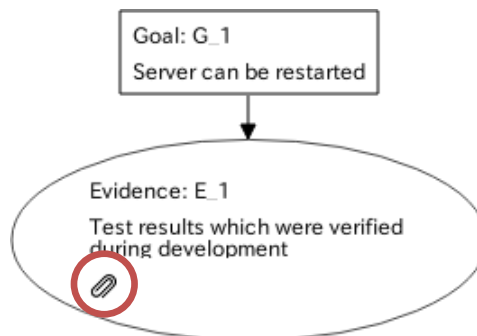 Goal: G_1
Server can be restarted
Evidence: E_1
Test results which were verified
during development